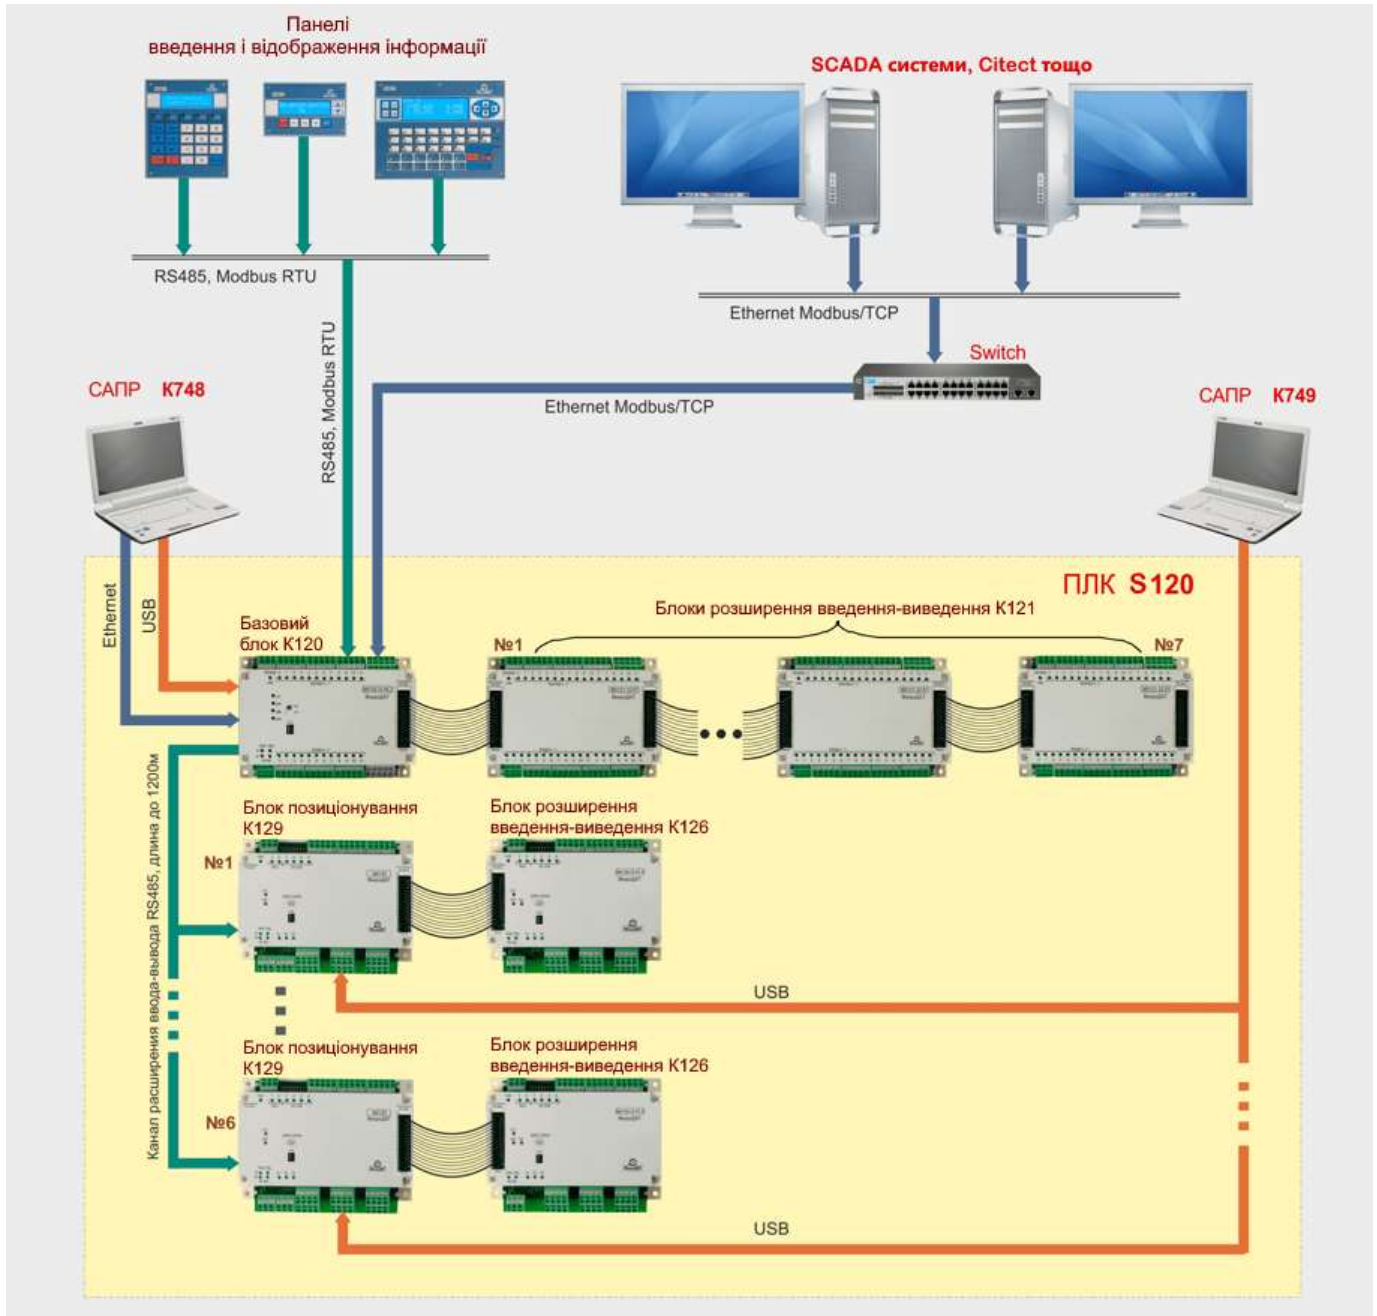 Панелі
введення і відображення інформації
SCADA системи, Citect тощо
RS485, Modbus RTU
Ethernet Modbus/TCP
RS485, Modbus RTU
Switch
Ethernet Modbus/TCP
САПР К748
САПР К749
Ethernet
USB
ПЛК S120
Базовий
блок К120
Блоки розширення введення-виведення К121
№1
№7
Канал расширения ввода-вывода RS485, длина до 1200м
Блок позиціонування
К129
Блок розширення
введення-виведення К126
№1
USB
Блок позиціонування
К129
Блок розширення
введення-виведення К126
№6
USB